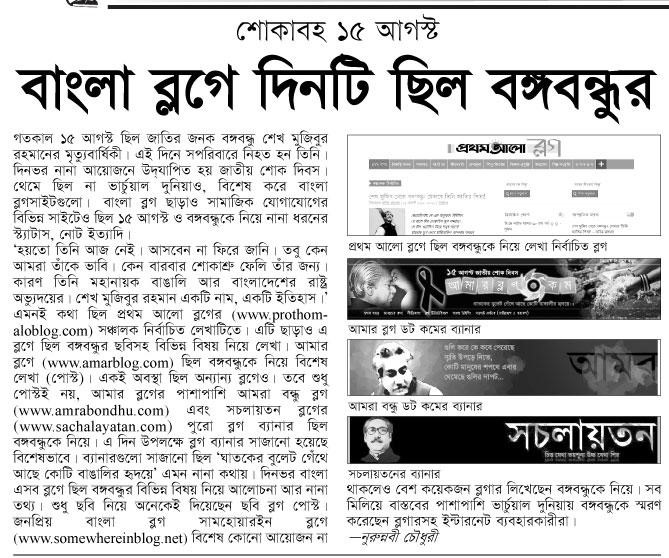 শোকাবহ ১৫ আগস্ট
বাংলা ব্লগে দিনটি ছিল বঙ্গবন্ধুর
গতকাল ১৫ আগস্ট ছিল জাতির জনক বঙ্গবন্ধু শেখ মুজিবুর
রহমানের মৃত্যুবার্ষিকী। এই দিনে সপরিবারে নিহত হন তিনি।
দিনভর নানা আয়োজনে উদ্‌যাপিত হয় জাতীয় শোক দিবস।
থেমে ছিল না ভার্চুয়াল দুনিয়াও, বিশেষ করে বাংলা
ব্লগসাইটগুলো। বাংলা ব্লগ ছাড়াও সামাজিক যোগাযোগের
বিভিন্ন সাইটেও ছিল ১৫ আগস্ট ও বঙ্গবন্ধুকে নিয়ে নানা ধরনের
স্ট্যাটাস, নোট ইত্যাদি।
'হয়তো তিনি আজ নেই। আসবেন না ফিরে জানি। তবু কেন
আমরা তাঁকে ভাবি। কেন বারবার শোকাশ্রু ফেলি তাঁর জন্য।
কারণ তিনি মহানায়ক বাঙালি আর বাংলাদেশের রাষ্ট্র
অভ্যুদয়ের। শেখ মুজিবুর রহমান একটি নাম, একটি ইতিহাস।'
এমনই কথা ছিল প্রথম আলো ব্লগের (www.prothom-
aloblog.com) সঞ্চালক নির্বাচিত লেখাটিতে। এটি ছাড়াও এ
ব্লগে ছিল বঙ্গবন্ধুর ছবিসহ বিভিন্ন বিষয় নিয়ে লেখা। আমার
ব্লগে (www.amarblog.com) ছিল বঙ্গবন্ধুকে নিয়ে বিশেষ
লেখা (পোস্ট)। একই অবস্থা ছিল অন্যান্য ব্লগেও। তবে শুধু
পোস্টই নয়, আমার ব্লগের পাশাপাশি আমরা বন্ধু ব্লগ
(www.amrabondhu.com) এবং সচলায়তন ব্লগের
(www.sachalayatan.com) পুরো ব্লগ ব্যানার ছিল
বঙ্গবন্ধুকে নিয়ে। এ দিন উপলক্ষে ব্লগ ব্যানার সাজানো হয়েছে
বিশেষভাবে। ব্যানারগুলো সাজানো ছিল 'ঘাতকের বুলেট গেঁথে
আছে কোটি বাঙালির হৃদয়ে' এমন নানা কথায়। দিনভর বাংলা
এসব ব্লগে ছিল বঙ্গবন্ধুর বিভিন্ন বিষয় নিয়ে আলোচনা আর নানা
তথ্য। শুধু ছবি নিয়ে অনেকেই দিয়েছেন ছবি ব্লগ পোস্ট।
জনপ্রিয় বাংলা ব্লগ সামহোয়ারইন ব্লগে
(www.somewhereinblog.net) বিশেষ কোনো আয়োজন না
প্রথম আলো ব্লগ
প্রথম আলো ব্লগে ছিল বঙ্গবন্ধুকে নিয়ে লেখা নির্বাচিত ব্লগ
১৫ আগস্ট জাতীয় শোক দিবস
আমার ব্লগ কম
আমার ব্লগ ডট কমের ব্যানার
গুলি করে কে কবে পেরেছে
স্মৃতি উপড়ে নিতে,
কোটি মানুষের শপথে এবার
ঘেমেছে গুলির দাপট...
আমরা বন্ধু ডট কমের ব্যানার
সচলায়তন
চিত্ত যেথা ভয়শূন্য উচ্চ যেথা শির
সচলায়তনের ব্যানার
থাকলেও বেশ কয়েকজন ব্লগার লিখেছেন বঙ্গবন্ধুকে নিয়ে। সব
মিলিয়ে বাস্তবের পাশাপাশি ভার্চুয়াল দুনিয়ায় বঙ্গবন্ধুকে স্মরণ
করেছেন ব্লগারসহ ইন্টারনেট ব্যবহারকারীরা।
—নুরুন্নবী চৌধুরী